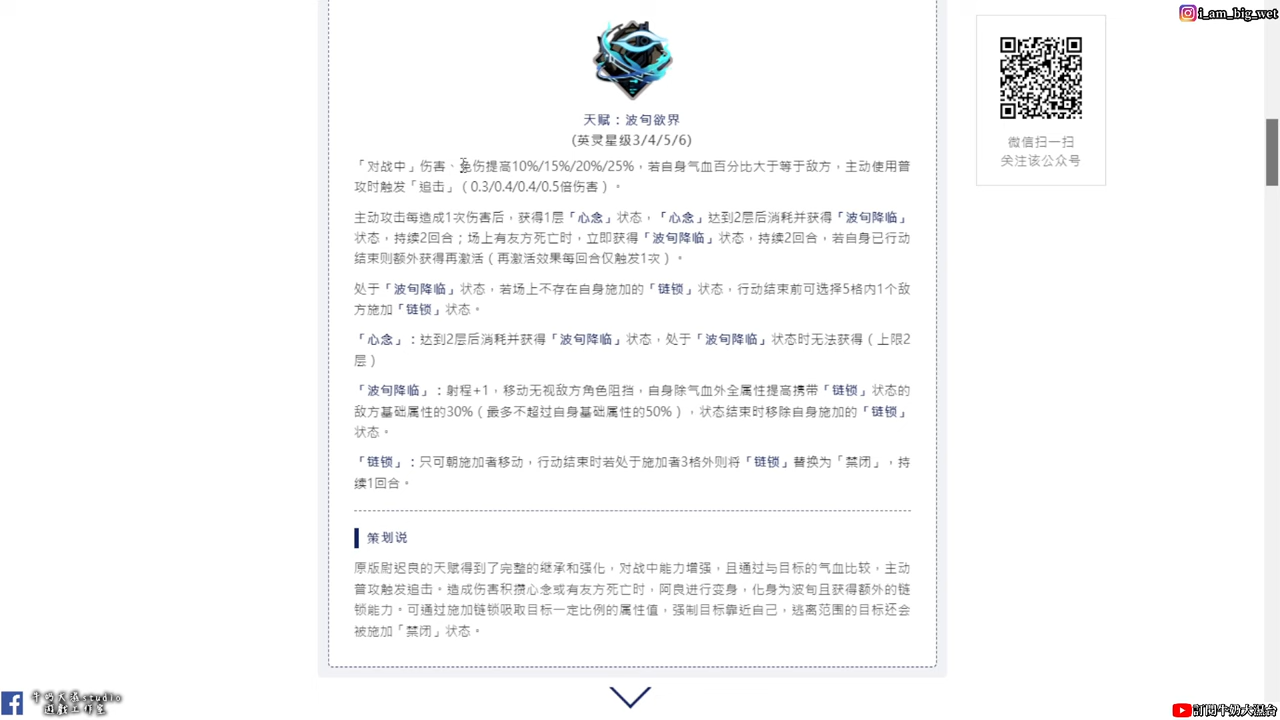 i_am_big_wet
微信扫一扫
关注该公众号
天赋：波旬欲界
(英灵星级3/4/5/6)
「对战中」伤害、免伤提高10%/15%/20%/25%，若自身气血百分比大于等于敌方，主动使用普
攻时触发「追击」（0.3/0.4/0.4/0.5倍伤害）。
主动攻击每造成1次伤害后，获得1层「心念」状态，「心念」达到2层后消耗并获得「波旬降临」
状态，持续2回合；场上有友方死亡时，立即获得「波旬降临」状态，持续2回合，若自身已行动
结束则额外获得再激活（再激活效果每回合仅触发1次）。
处于「波旬降临」状态，若场上不存在自身施加的「链锁」状态，行动结束前可选择5格内1个敌
方施加「链锁」状态。
「心念」：达到2层后消耗并获得「波旬降临」状态，处于「波旬降临」状态时无法获得（上限2
层）
「波旬降临」：射程+1，移动无视敌方角色阻挡，自身除气血外全属性提高携带「链锁」状态的
敌方基础属性的30%（最多不超过自身基础属性的50%），状态结束时移除自身施加的「链锁」
状态。
「链锁」：只可朝施加者移动，行动结束时若处于施加者3格外则将「链锁」替换为「禁闭」，持
续1回合。
策划说
原版尉迟良的天赋得到了完整的继承和强化，对战中能力增强，且通过与目标的气血比较，主动
普攻触发追击。造成伤害积攒心念或有友方死亡时，阿良进行变身，化身为波旬且获得额外的链
锁能力。可通过施加链锁吸取目标一定比例的属性值，强制目标靠近自己，逃离范围的目标还会
被施加「禁闭」状态。
牛奶大濕studio
遊戲工作室
訂閱牛奶大濕台